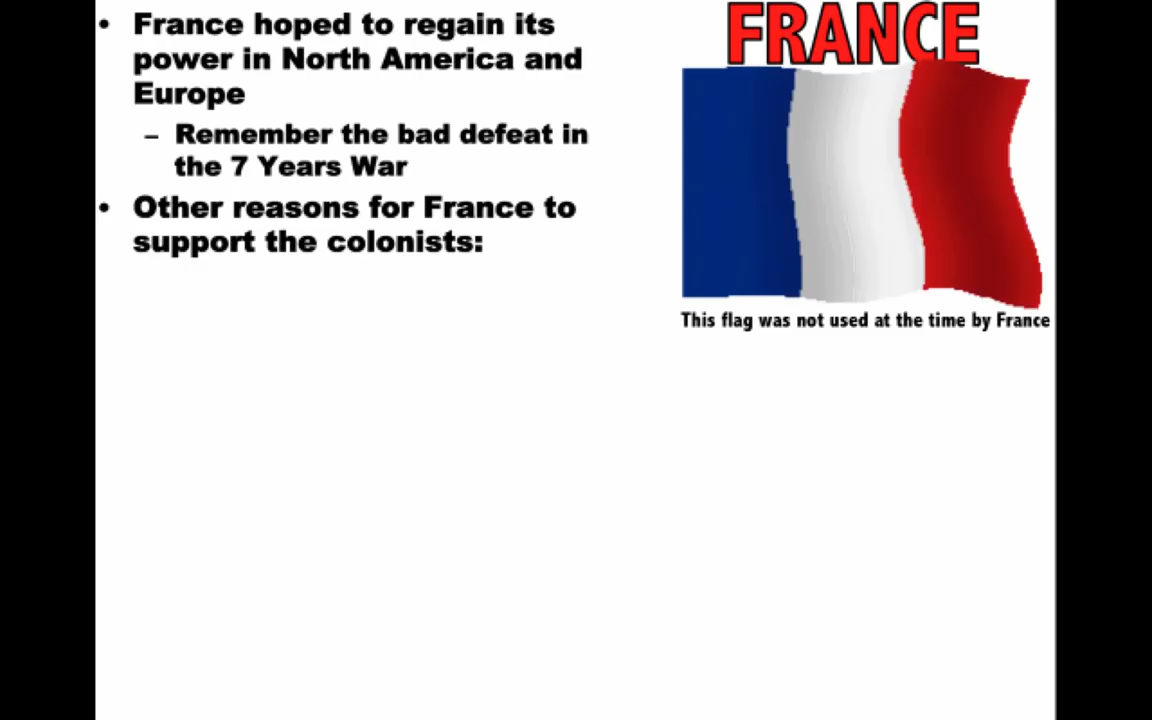 • France hoped to regain its
power in North America and
Europe
– Remember the bad defeat in
the 7 Years War
• Other reasons for France to
support the colonists:
FRANCE
This flag was not used at the time by France